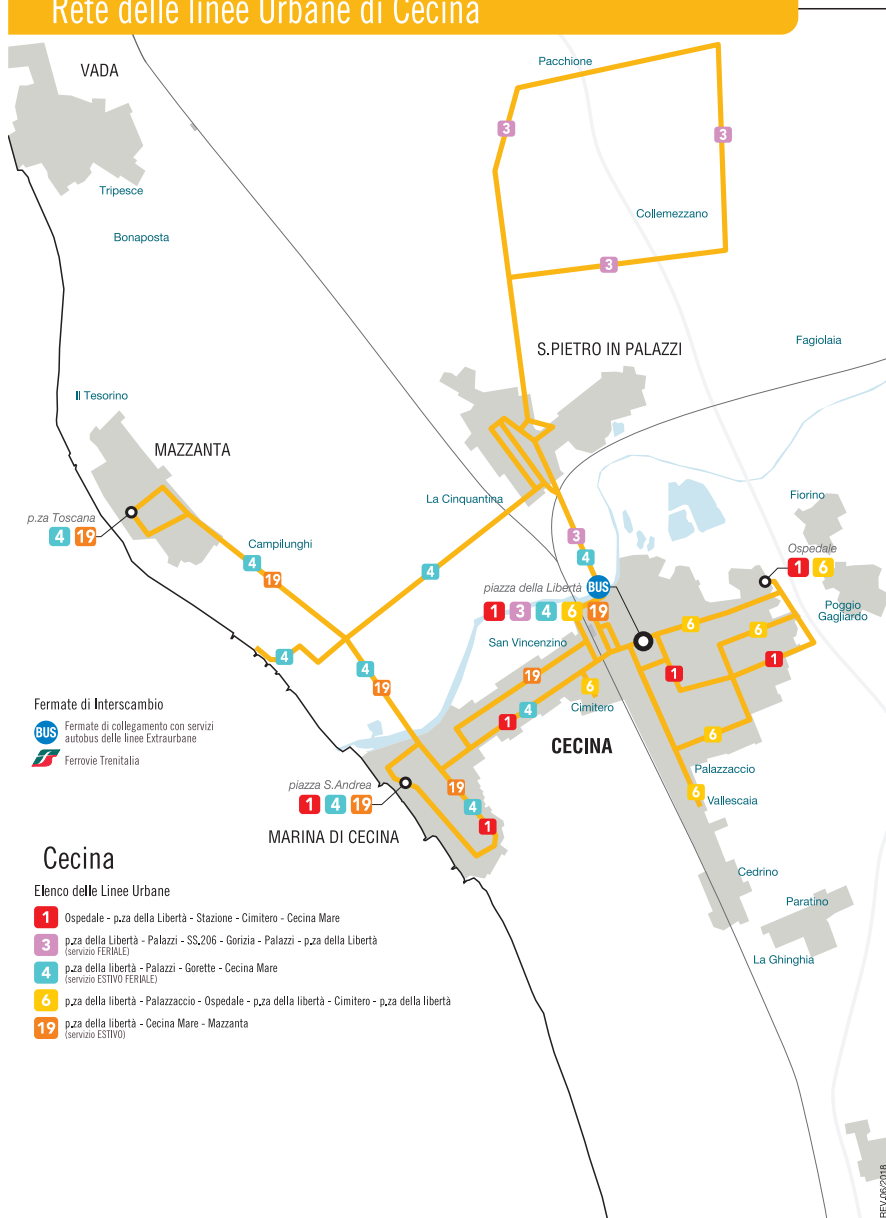 Rete delle linee Urbane di Cecina
VADA
Pacchione
3
3
Tripesce
Collemezzano
Bonaposta
3
S.PIETRO IN PALAZZI
Fagiolaia
Il Tesorino
MAZZANTA
La Cinquantina
Fiorino
p.za Toscana
4 19
Campilunghi
3
Ospedale
4
4
4
1 6
19
piazza della Libertà BUS
1 3 4 6 19
Poggio
Gagliardo
6
6
San Vincenzino
4
4
19
1
1
19
6
Cimitero
Fermate di Interscambio
1 4
BUS Fermate di collegamento con servizi
autobus delle linee Extraurbane
Ferrovie Trenitalia
6
CECINA
Palazzaccio
piazza S.Andrea
1 4 19
19
4
6
Vallescaia
1
MARINA DI CECINA
Cedrino
Paratino
La Ghinghia
Cecina
Elenco delle Linee Urbane
1 Ospedale - p.za della Libertà - Stazione - Cimitero - Cecina Mare
3 p.za della Libertà - Palazzi - SS.206 - Gorizia - Palazzi - p.za della Libertà
(servizio FERIALE)
4 p.za della libertà - Palazzi - Gorette - Cecina Mare
(servizio ESTIVO FERIALE)
6 p.za della libertà - Palazzaccio - Ospedale - p.za della libertà - Cimitero - p.za della libertà
19 p.za della libertà - Cecina Mare - Mazzanta
(servizio ESTIVO)
REV.06/2018